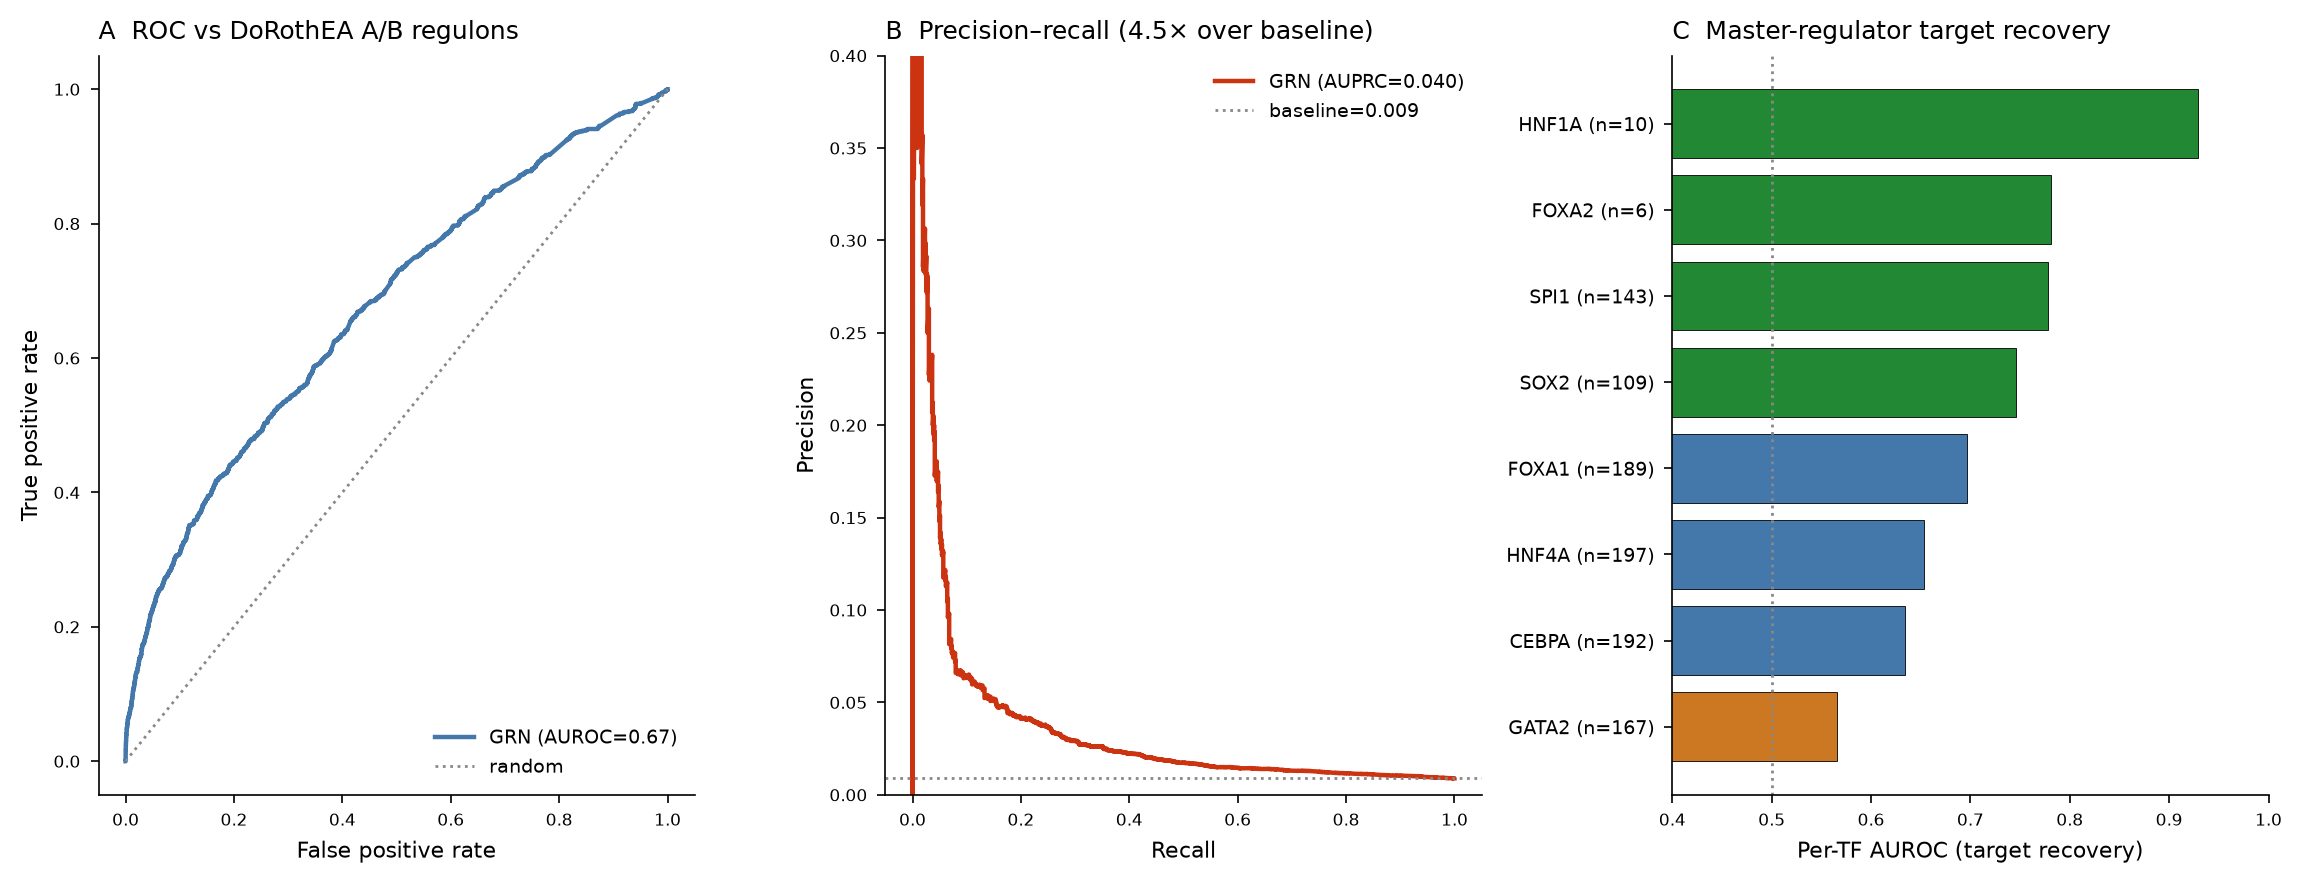 A ROC vs DoRothEA A/B regulons
1.0
0.8
0.6
0.4
0.2
0.0
True positive rate
GRN (AUROC=0.67)
random
0.0 0.2 0.4 0.6 0.8 1.0
False positive rate
B Precision–recall (4.5× over baseline)
0.40
0.35
0.30
0.25
0.20
0.15
0.10
0.05
0.00
Precision
GRN (AUPRC=0.040)
baseline=0.009
0.0 0.2 0.4 0.6 0.8 1.0
Recall
C Master-regulator target recovery
HNF1A (n=10)
FOXA2 (n=6)
SPI1 (n=143)
SOX2 (n=109)
FOXA1 (n=189)
HNF4A (n=197)
CEBPA (n=192)
GATA2 (n=167)
0.4 0.5 0.6 0.7 0.8 0.9 1.0
Per-TF AUROC (target recovery)